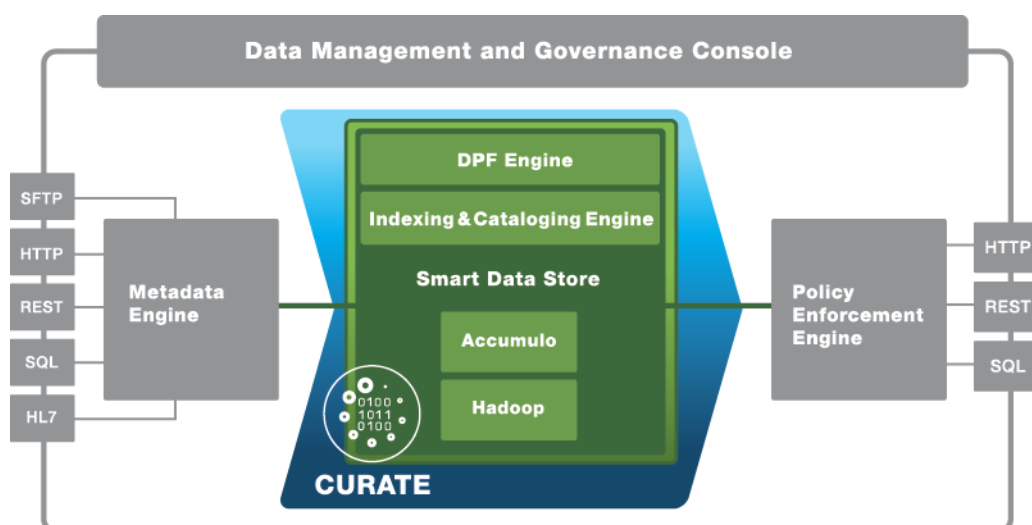 Data Management and Governance Console
SFTP
HTTP
REST
SQL
HL7
Metadata
Engine
DPF Engine
Indexing & Cataloging Engine
Smart Data Store
Accumulo
Hadoop
0100
1011
0100
CURATE
Policy
Enforcement
Engine
HTTP
REST
SQL